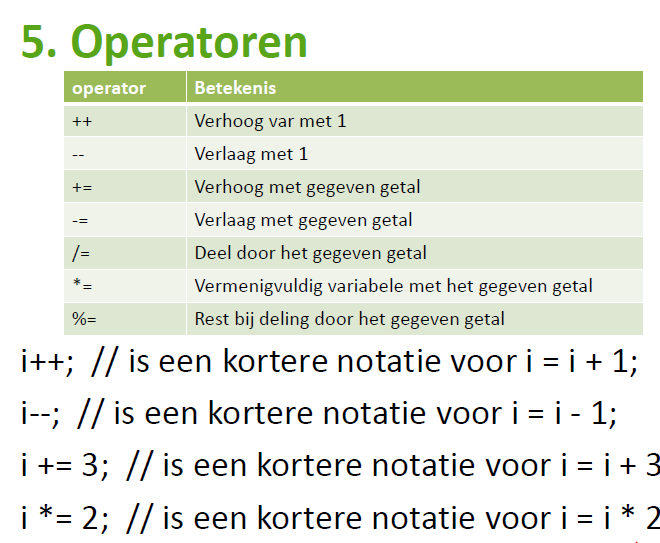 5. Operatoren
operator Betekenis
++ Verhoog var met 1
-- Verlaag met 1
+= Verhoog met gegeven getal
-= Verlaag met gegeven getal
/= Deel door het gegeven getal
*= Vermenigvuldig variabele met het gegeven getal
%= Rest bij deling door het gegeven getal
i++; // is een kortere notatie voor i = i + 1;
i--; // is een kortere notatie voor i = i - 1;
i += 3; // is een kortere notatie voor i = i + 3
i *= 2; // is een kortere notatie voor i = i * 2